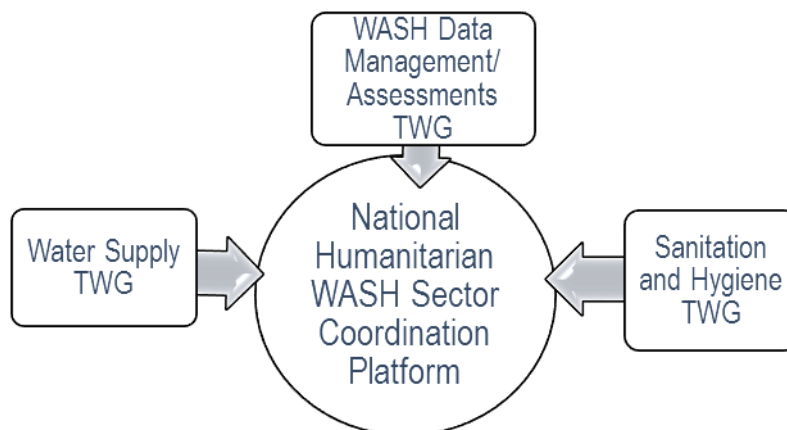 WASH Data
Management/
Assessments
TWG
National
Humanitarian
WASH Sector
Coordination
Platform
Water Supply
TWG
Sanitation
and Hygiene
TWG